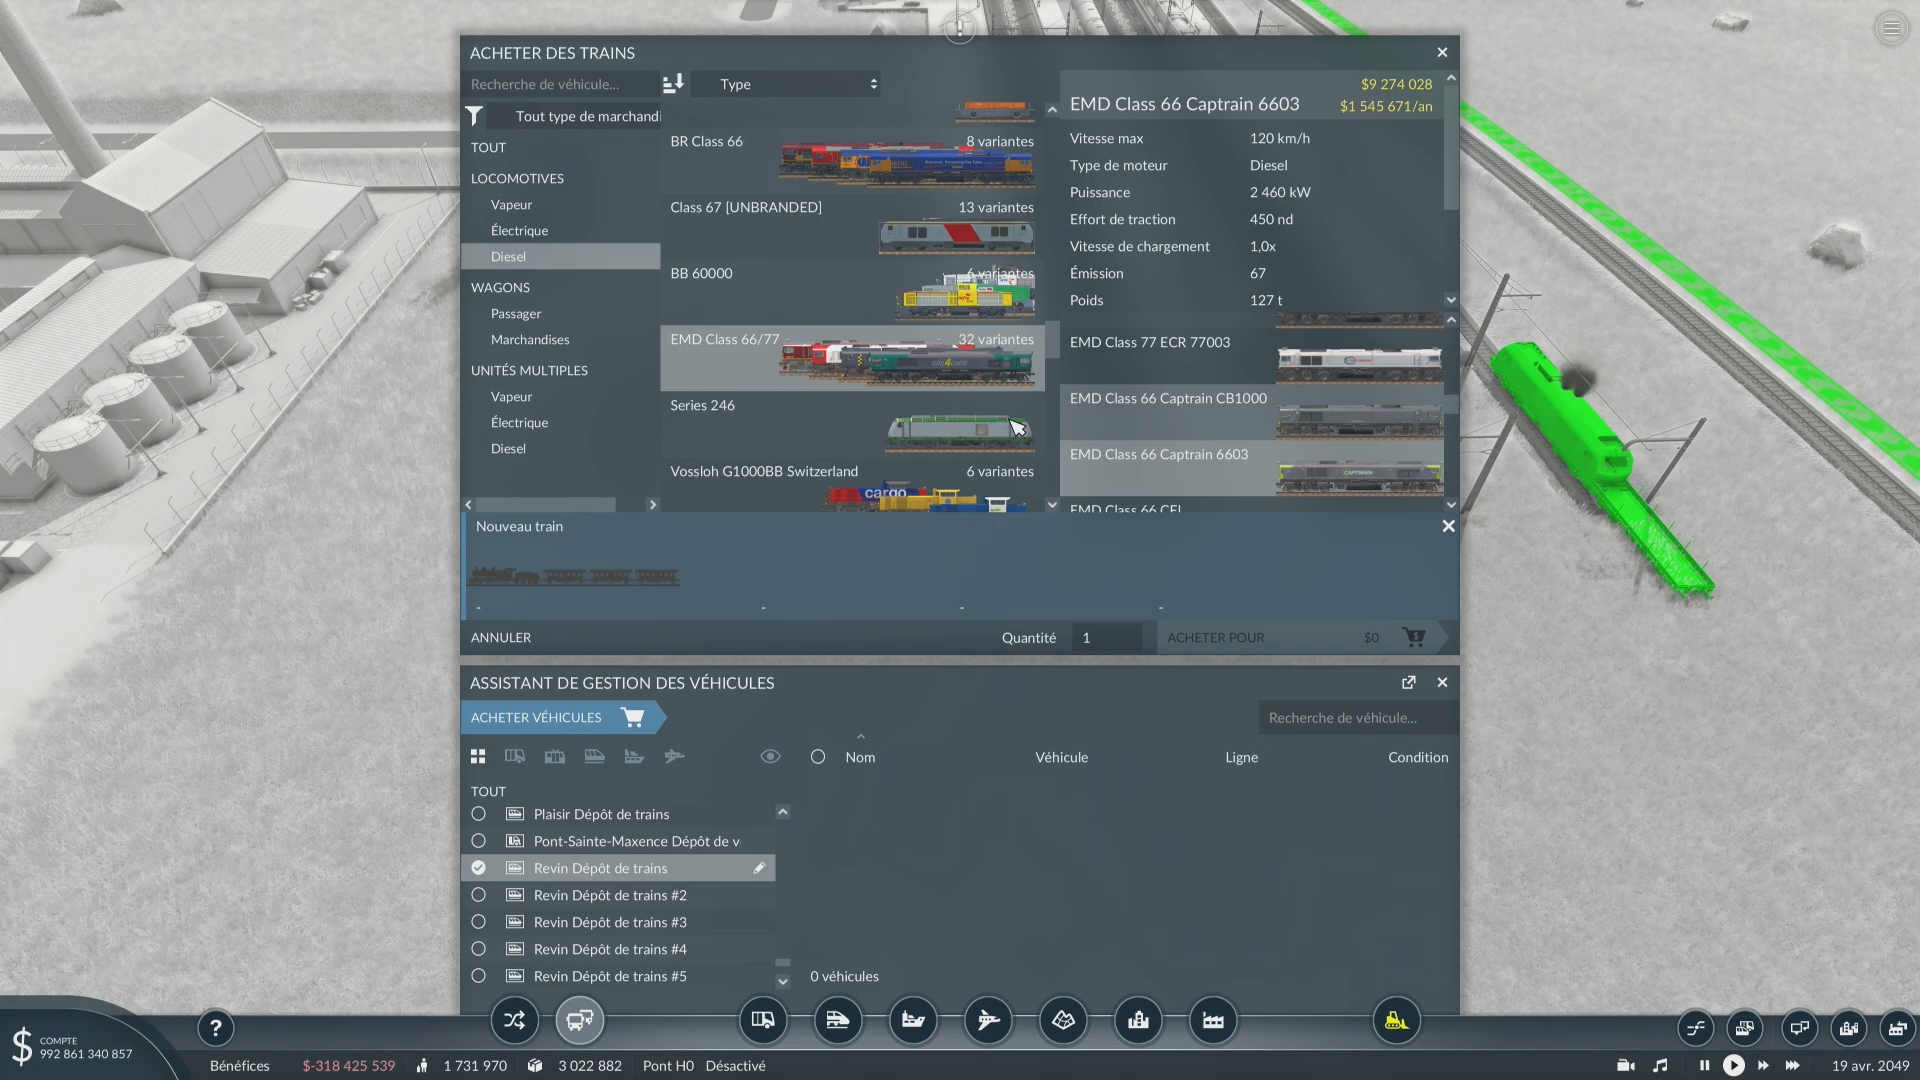 ACHETER DES TRAINS
Recherche de véhicule...
Type
Tout type de marchandi
TOUT
LOCOMOTIVES
Vapeur
Électrique
Diesel
WAGONS
Passager
Marchandises
UNITÉS MULTIPLES
Vapeur
Électrique
Diesel
BR Class 66
8 variantes
Class 67 [UNBRANDED]
13 variantes
BB 60000
6 variantes
EMD Class 66/77
32 variantes
Series 246
Vossloh G1000BB Switzerland
6 variantes
cargo
$9 274 028
EMD Class 66 Captrain 6603
$1 545 671/an
Vitesse max
120 km/h
Type de moteur
Diesel
Puissance
2 460 kW
Effort de traction
450 nd
Vitesse de chargement
1,0x
Émission
67
Poids
127 t
EMD Class 77 ECR 77003
EMD Class 66 Captrain CB1000
EMD Class 66 Captrain 6603
CAPTRAIN
Nouveau train
-
-
-
-
ANNULER
Quantité
1
ACHETER POUR
$0
ASSISTANT DE GESTION DES VÉHICULES
ACHETER VÉHICULES
Recherche de véhicule...
Nom
Véhicule
Ligne
Condition
TOUT
Plaisir Dépôt de trains
Pont-Sainte-Maxence Dépôt de v
Revin Dépôt de trains
Revin Dépôt de trains #2
Revin Dépôt de trains #3
Revin Dépôt de trains #4
Revin Dépôt de trains #5
0 véhicules
?
$
COMPTE
992 861 340 857
Bénéfices
$-318 425 539
1 731 970
3 022 882
Pont H0
Désactivé
19 avr. 2049